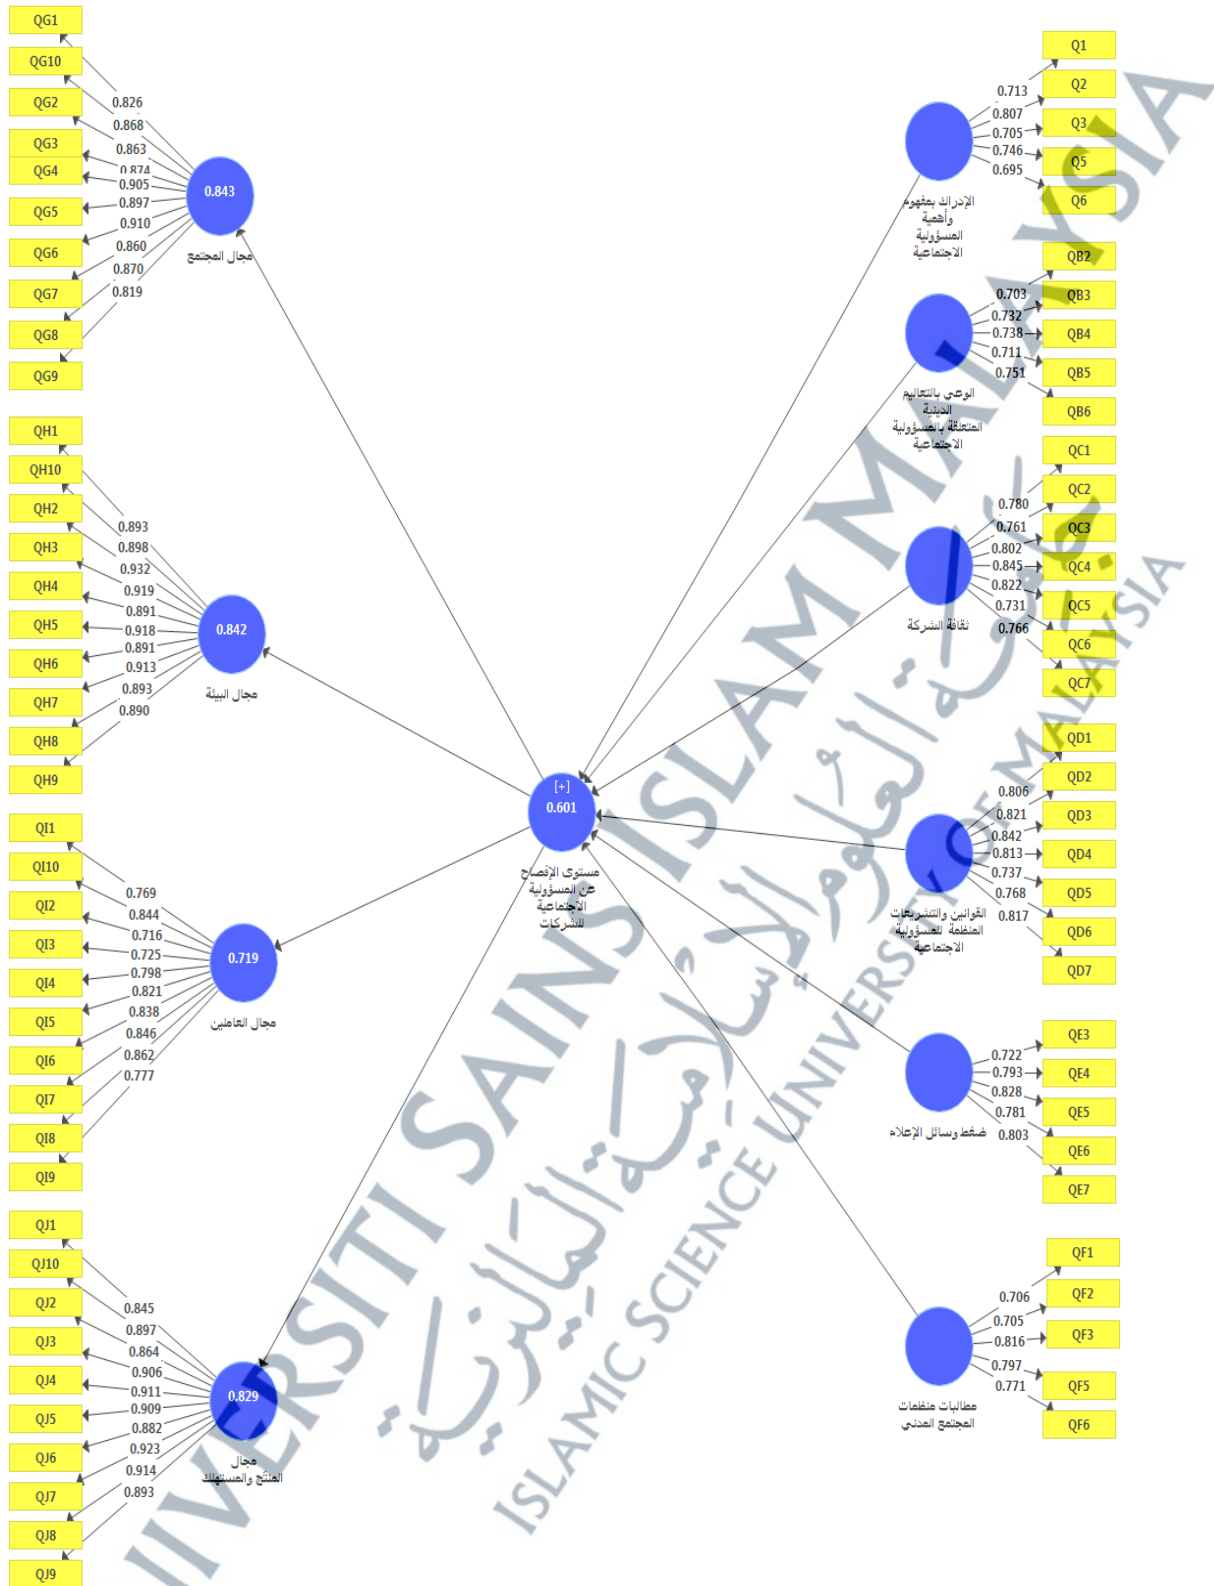 QG1
QG10
QG2
QG3
QG4
QG5
QG6
QG7
QG8
QG9
0.826
0.868
0.863
0.874
0.905
0.897
0.910
0.860
0.870
0.819
0.843
مجال المجتمع
QH1
QH10
QH2
QH3
QH4
QH5
QH6
QH7
QH8
QH9
0.893
0.898
0.932
0.919
0.891
0.918
0.891
0.913
0.893
0.890
0.842
مجال البيئة
QI1
QI10
QI2
QI3
QI4
QI5
QI6
QI7
QI8
QI9
0.769
0.844
0.716
0.725
0.798
0.821
0.838
0.846
0.862
0.777
0.719
مجال العاملين
QJ1
QJ10
QJ2
QJ3
QJ4
QJ5
QJ6
QJ7
QJ8
QJ9
0.845
0.897
0.864
0.906
0.911
0.909
0.882
0.923
0.914
0.893
0.829
مجال
المنتج والمستهلك
[+]
0.601
مستوى الإفصاح
عن المسؤولية
الاجتماعية
للشركات
Q1
Q2
Q3
Q5
Q6
0.713
0.807
0.705
0.746
0.695
الإدراك بمفهوم
وأهمية
المسؤولية
الاجتماعية
QB2
QB3
QB4
QB5
QB6
0.703
0.732
0.738
0.711
0.751
الوعي بالتعاليم
الدينية
المتعلقة بالمسؤولية
الاجتماعية
QC1
QC2
QC3
QC4
QC5
QC6
QC7
0.780
0.761
0.802
0.845
0.822
0.731
0.766
ثقافة الشركة
QD1
QD2
QD3
QD4
QD5
QD6
QD7
0.806
0.821
0.842
0.813
0.737
0.768
0.817
القوانين والتشريعات
المنظمة للمسؤولية
الاجتماعية
QE3
QE4
QE5
QE6
QE7
0.722
0.793
0.828
0.781
0.803
ضغط وسائل الإعلام
QF1
QF2
QF3
QF5
QF6
0.706
0.705
0.816
0.797
0.771
مطالبات منظمات
المجتمع المدني
UNIVERSITI SAINS ISLAM MALAYSIA
جامعة العلوم الإسلامية الماليزية
ISLAMIC SCIENCE UNIVERSITY OF MALAYSIA